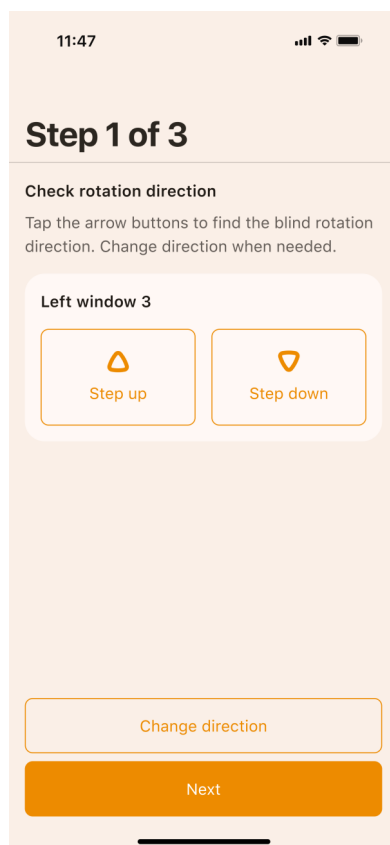 11:47
Step 1 of 3
Check rotation direction
Tap the arrow buttons to find the blind rotation
direction. Change direction when needed.
Left window 3
Step up
Step down
Change direction
Next